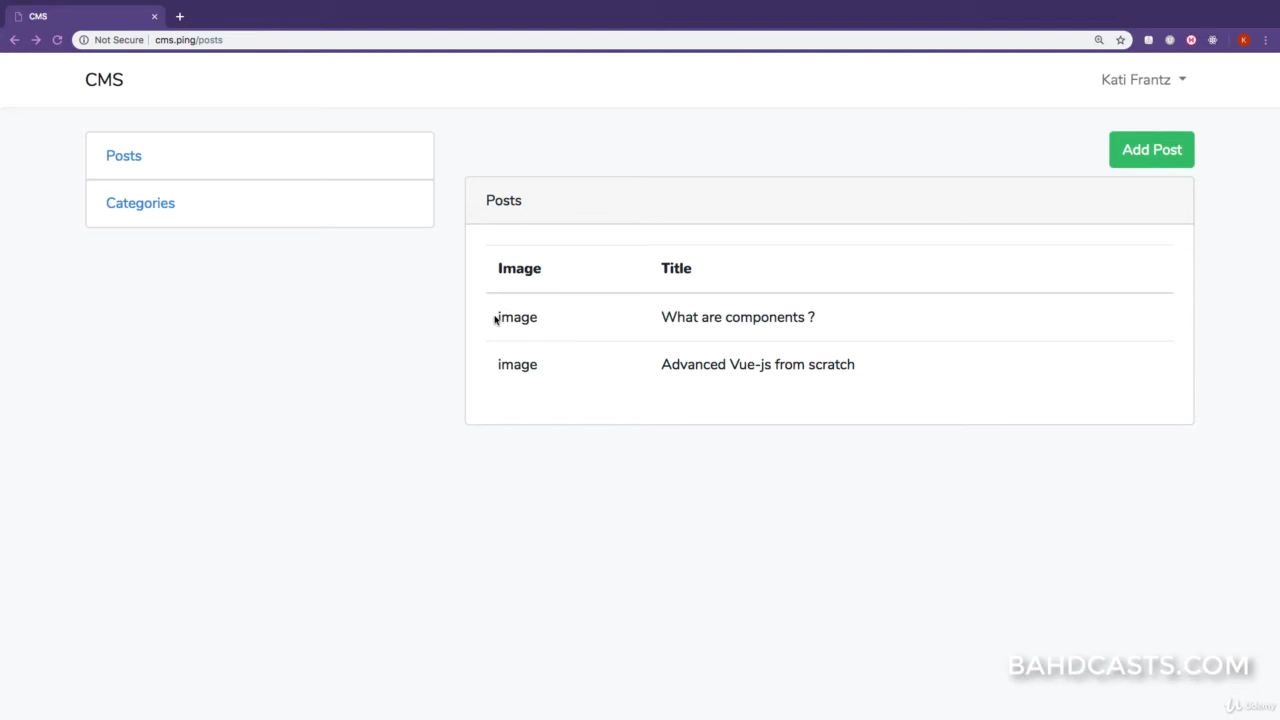 CMS
Not Secure cms.ping/posts
K
CMS
Kati Frantz
Posts
Categories
Add Post
Posts
Image Title
image What are components ?
image Advanced Vue-js from scratch
BAHDCASTS.COM
Udemy